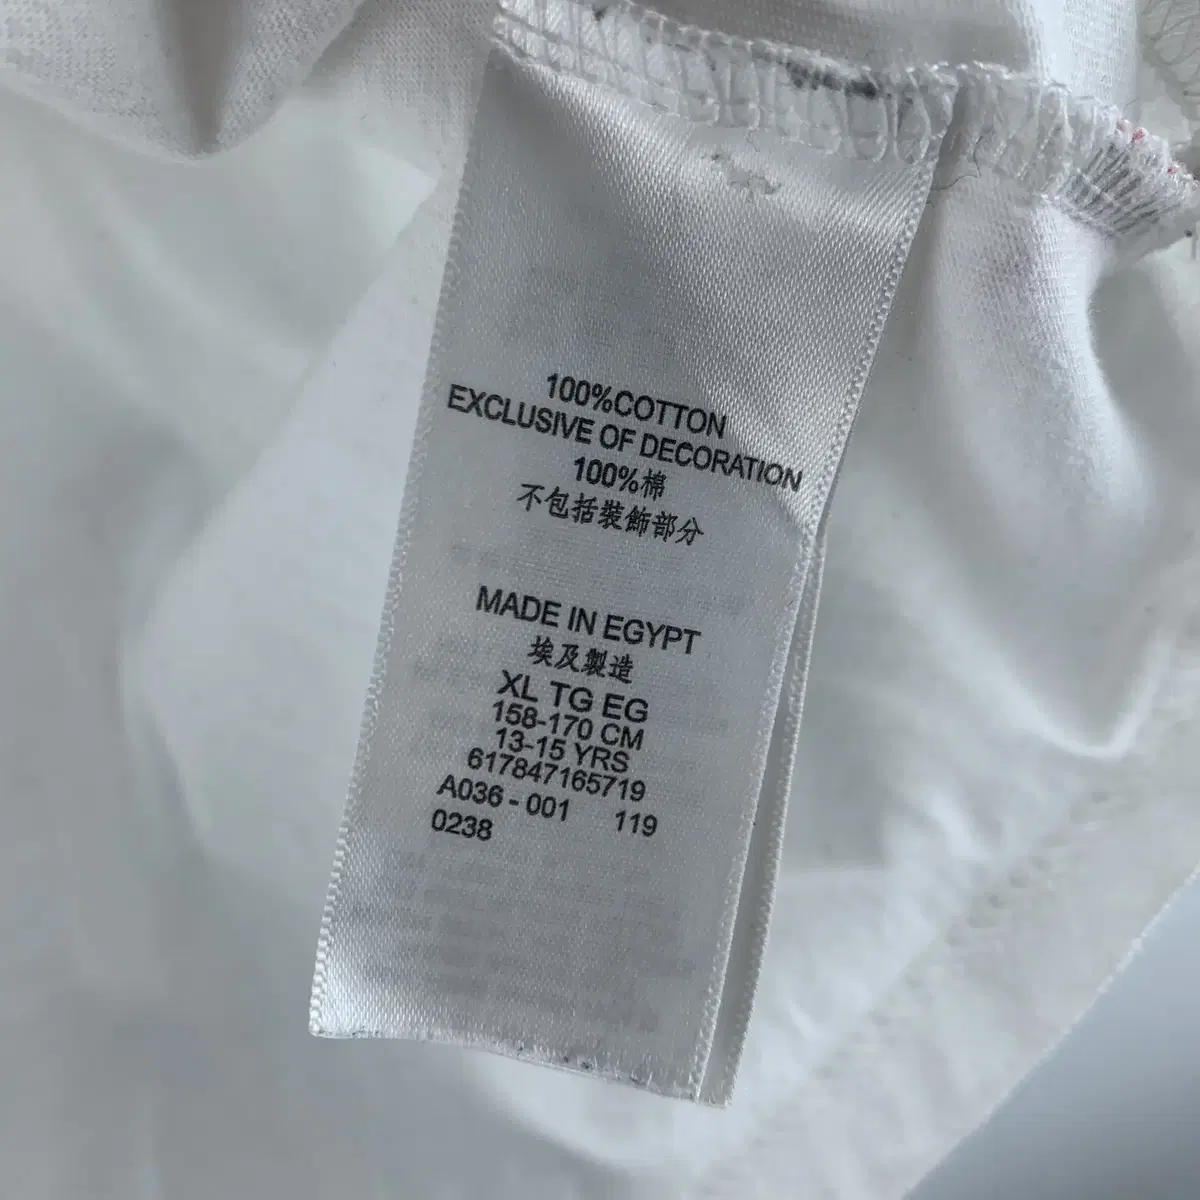 100%COTTON
EXCLUSIVE OF DECORATION
100%棉
不包括裝飾部分
MADE IN EGYPT
埃及製造
XL TG EG
158-170 CM
13-15 YRS
617847165719
A036 - 001 119
0238